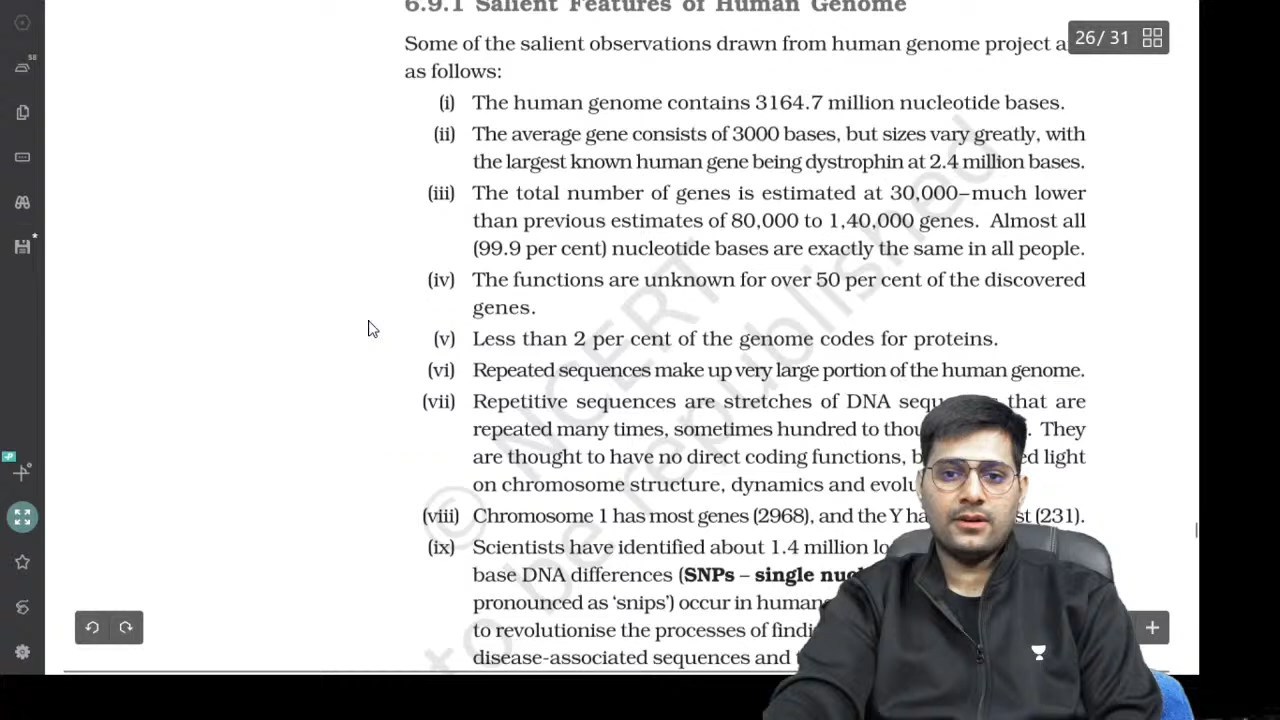 6.9.1 Salient Features of Human Genome
26/ 31
Some of the salient observations drawn from human genome project
as follows:
(i) The human genome contains 3164.7 million nucleotide bases.
(ii) The average gene consists of 3000 bases, but sizes vary greatly, with
the largest known human gene being dystrophin at 2.4 million bases.
(iii) The total number of genes is estimated at 30,000–much lower
than previous estimates of 80,000 to 1,40,000 genes. Almost all
(99.9 per cent) nucleotide bases are exactly the same in all people.
(iv) The functions are unknown for over 50 per cent of the discovered
genes.
(v) Less than 2 per cent of the genome codes for proteins.
(vi) Repeated sequences make up very large portion of the human genome.
(vii) Repetitive sequences are stretches of DNA that are
repeated many times, sometimes hundred to They
are thought to have no direct coding functions, light
on chromosome structure, dynamics and
(viii) Chromosome 1 has most genes (2968), and the Y (231).
(ix) Scientists have identified about 1.4 million
base DNA differences (SNPs – single
pronounced as ‘snips’) occur in
to revolutionise the processes of
disease-associated sequences and
© NCERT
to be republished
58